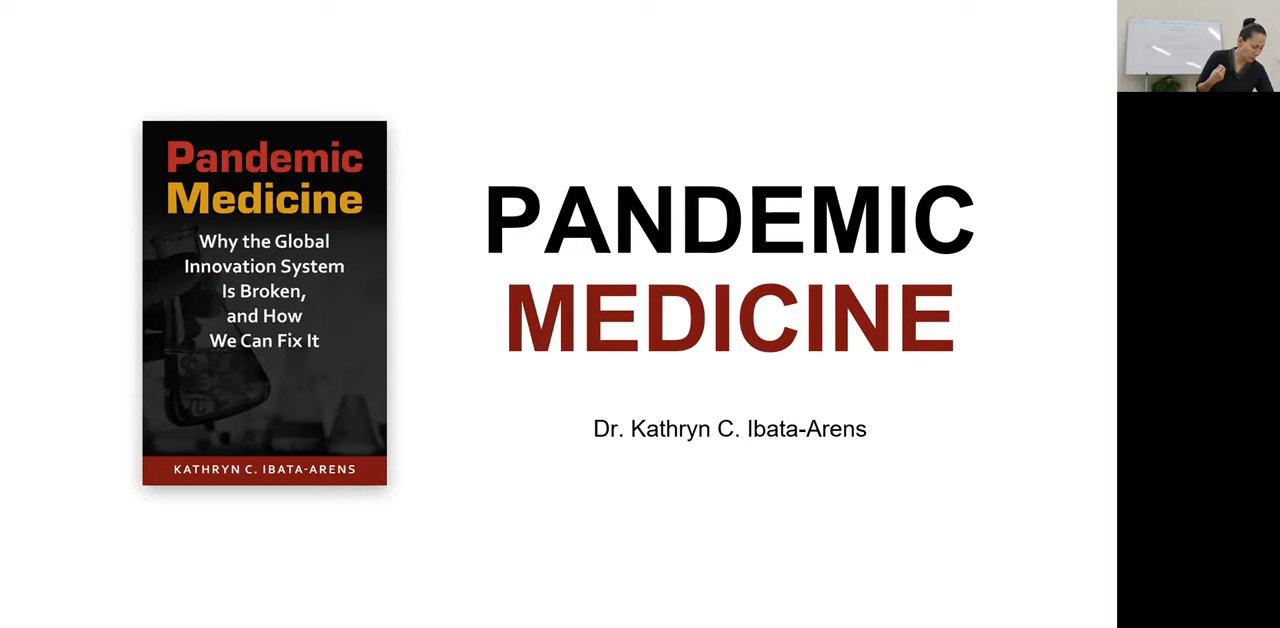 Pandemic
Medicine
Why the Global
Innovation System
Is Broken,
and How
We Can Fix It
KATHRYN C. IBATA-ARENS
PANDEMIC
MEDICINE
Dr. Kathryn C. Ibata-Arens